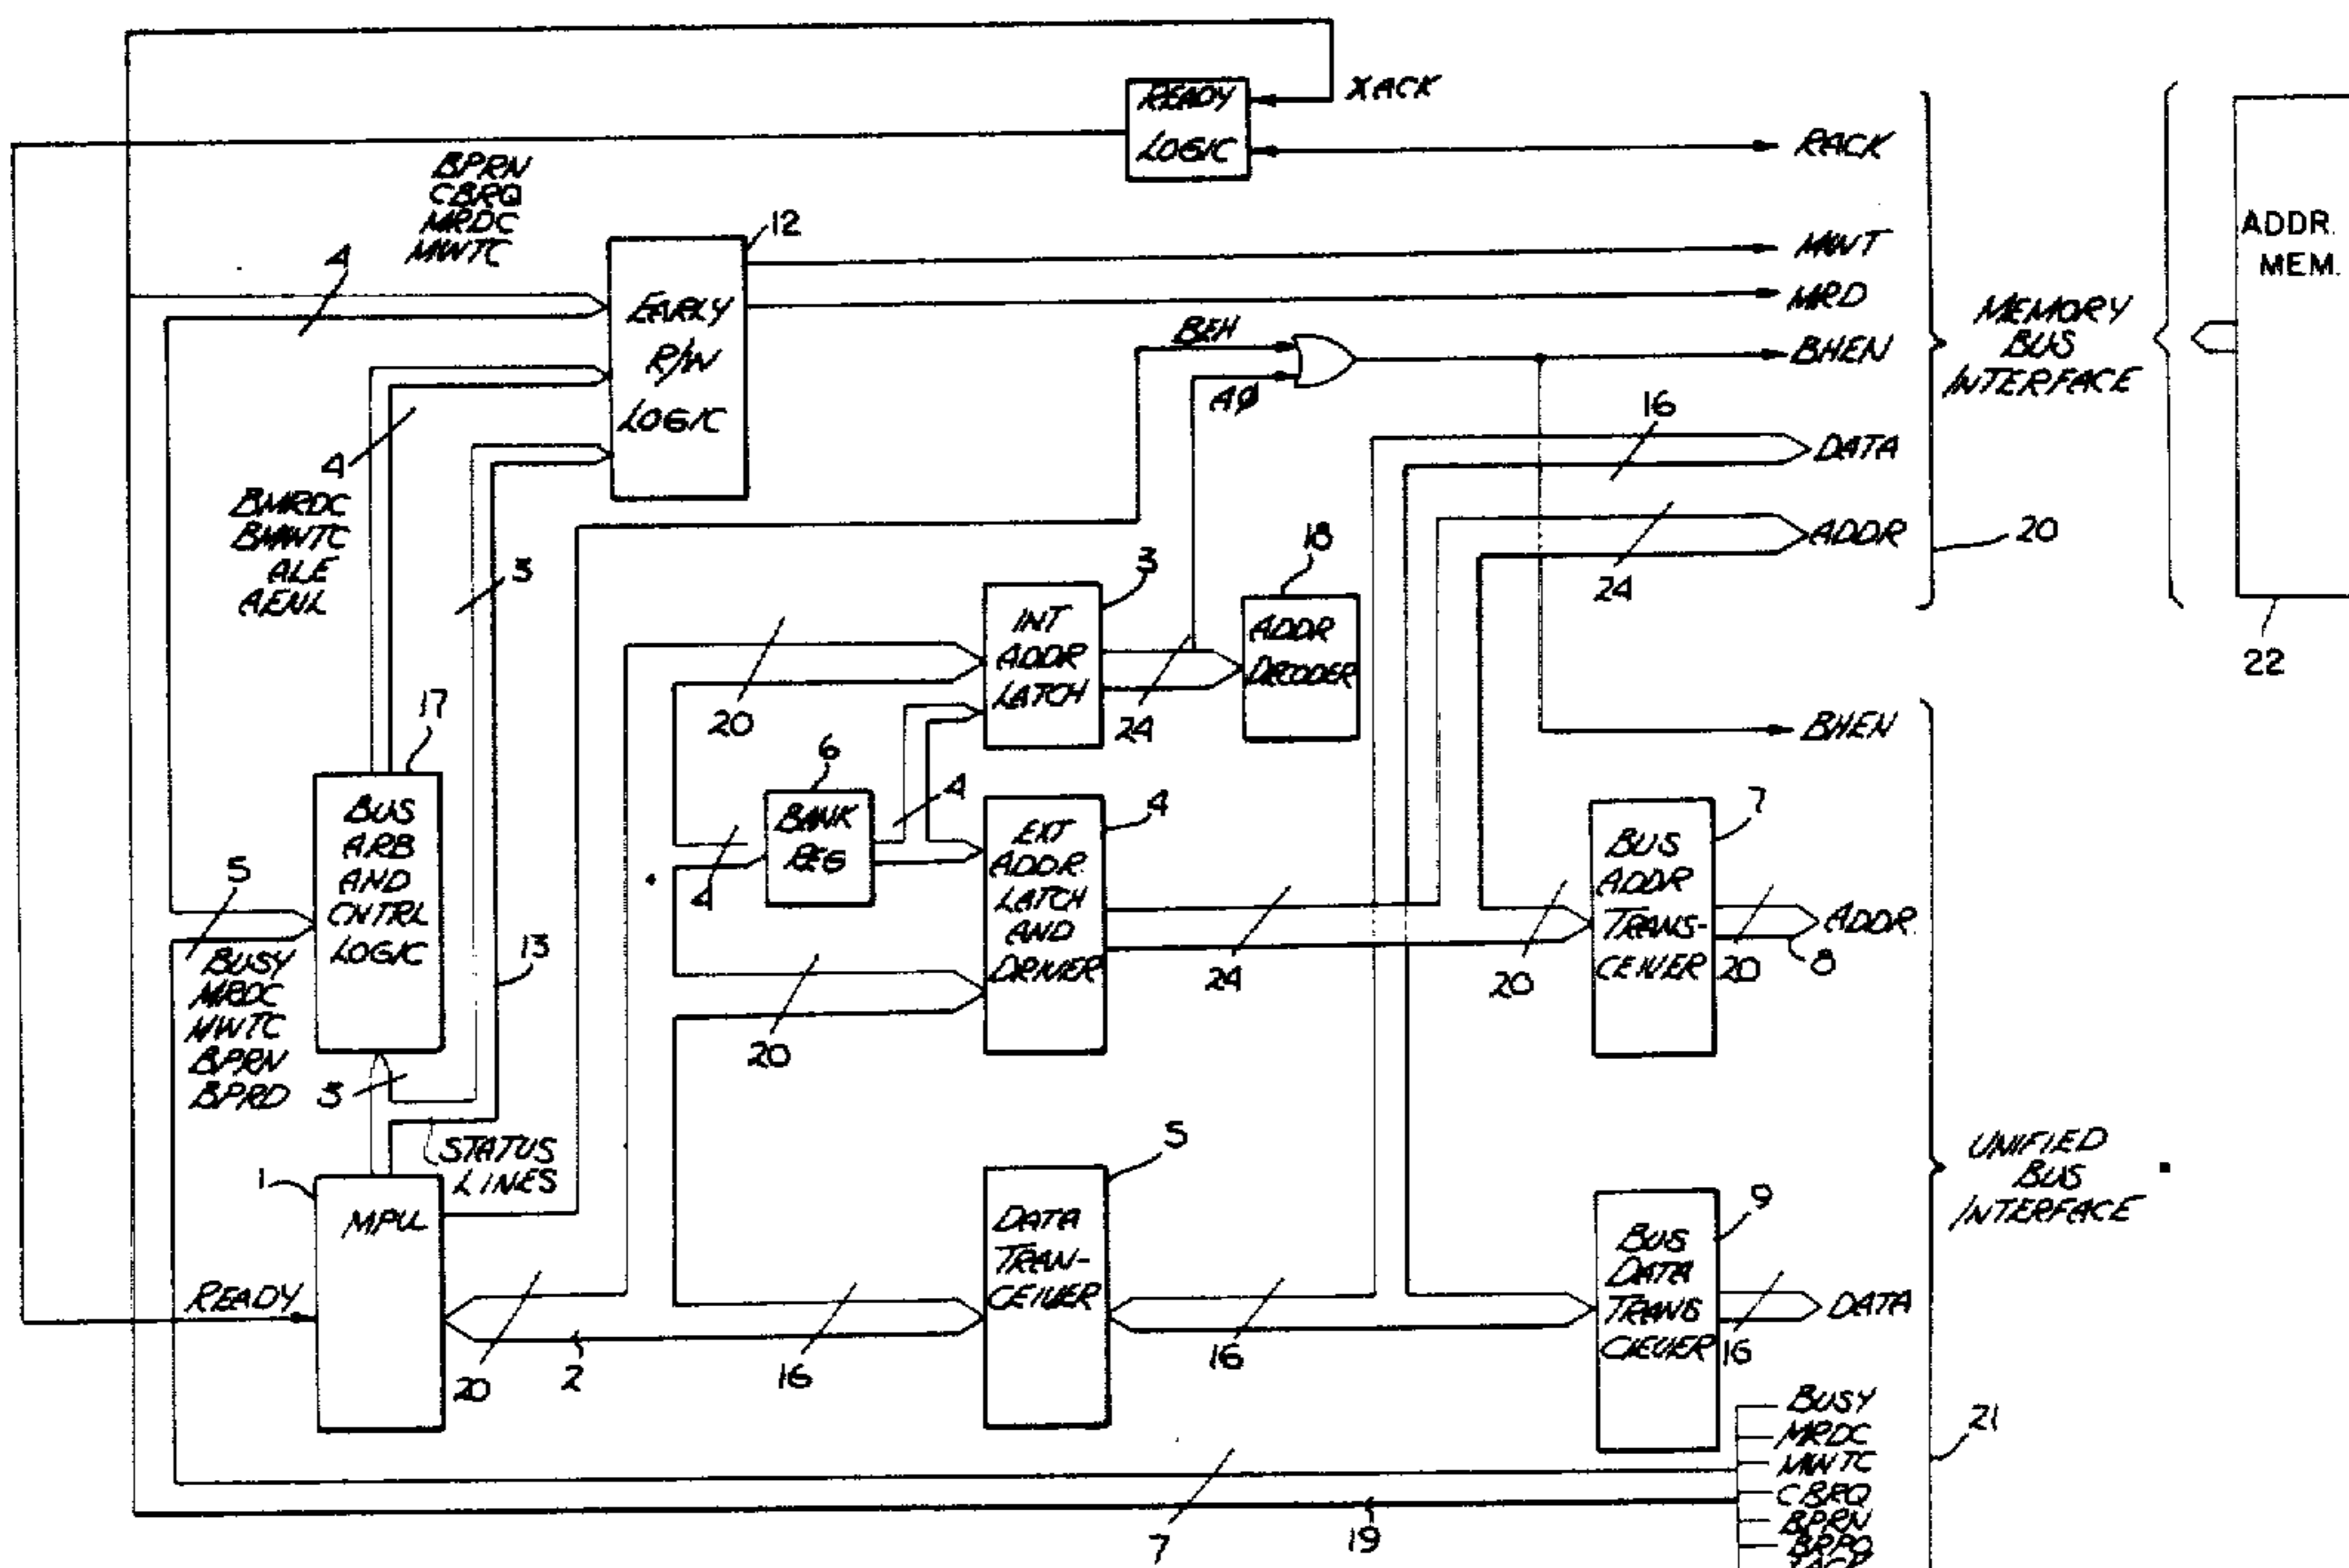 XACK
READY
LOGIC
RACK
BPRN
CBRQ
MRDC
MWTC
4
12
MWT
MRD
EARLY
R/W
LOGIC
BEH
AØ
BHEN
MEMORY
BUS
INTERFACE
ADDR.
MEM.
16
DATA
4
BMRDC
BMWTC
ALE
AENL
3
24
ADDR
20
22
18
3
INT
ADDR
LATCH
ADDR
DECODER
20
24
BHEN
17
BUS
ARB
AND
CNTRL
LOGIC
6
BANK
REG
4
4
4
EXT
ADDR.
LATCH
AND
DRIVER
7
BUS
ADDR
TRANS-
CEIVER
ADDR
8
20
20
24
20
5
BUSY
MRDC
MWTC
BPRN
BPRD
13
3
STATUS
LINES
1
MPU
READY
20
2
16
5
DATA
TRAN-
CEIVER
16
9
BUS
DATA
TRANS
CIEVER
16
DATA
UNIFIED
BUS
INTERFACE
21
BUSY
MRDC
MWTC
CBRQ
BPRN
BRPO
7
19